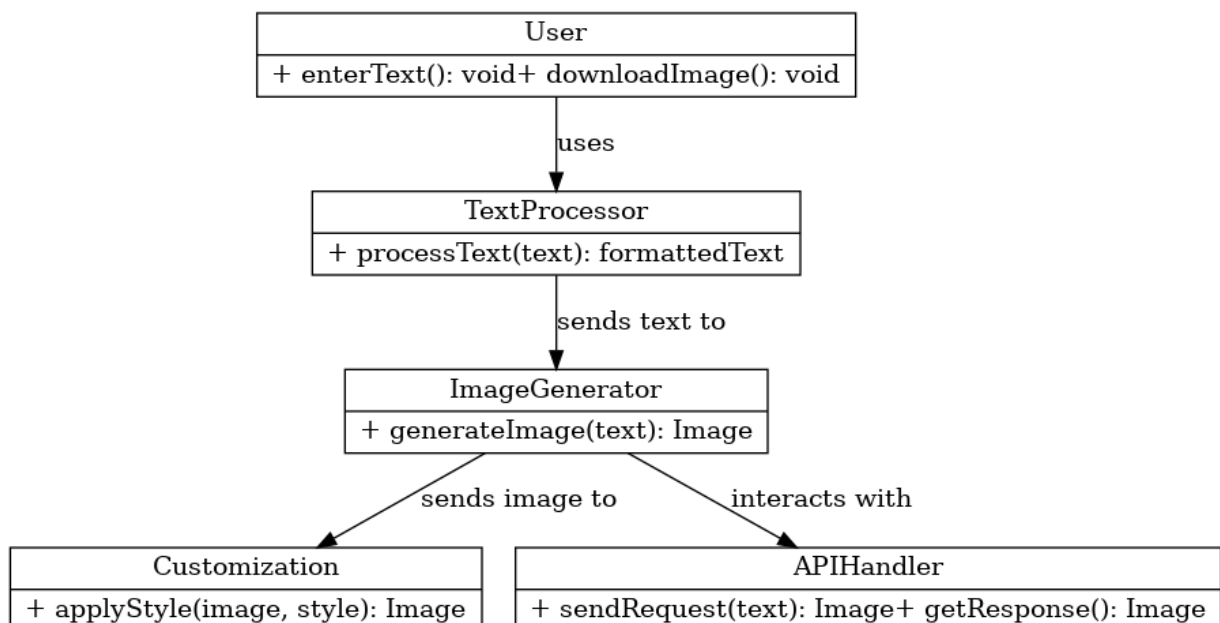 User
+ enterText(): void+ downloadImage(): void
uses
TextProcessor
+ processText(text): formattedText
sends text to
ImageGenerator
+ generateImage(text): Image
sends image to
interacts with
Customization
+ applyStyle(image, style): Image
APIHandler
+ sendRequest(text): Image+ getResponse(): Image